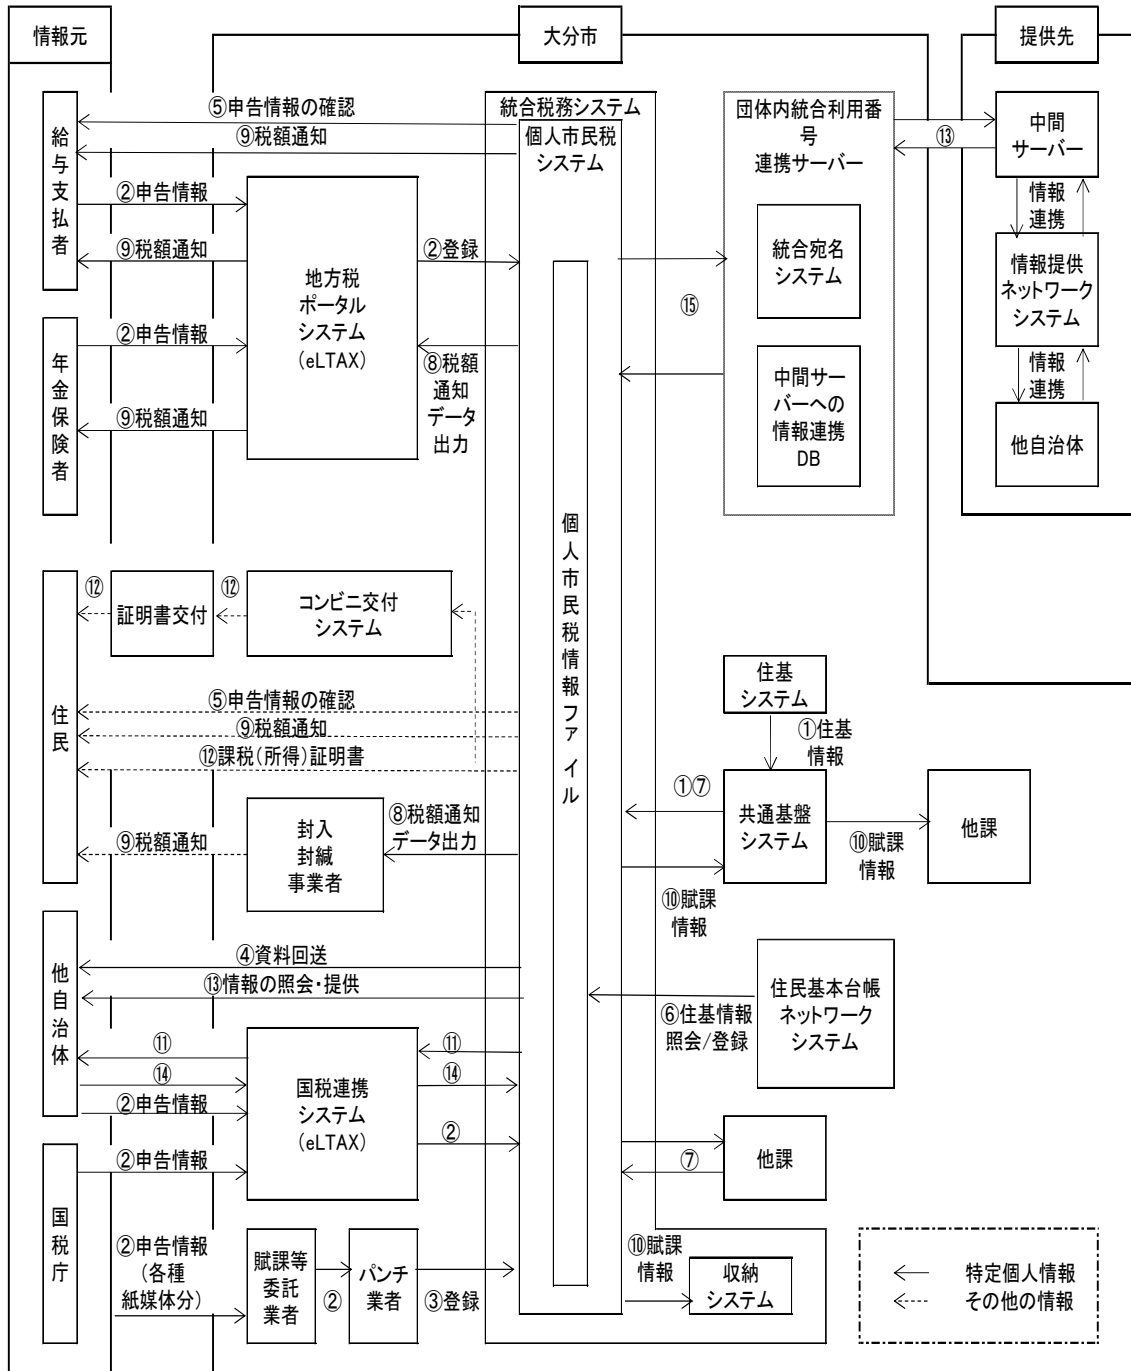 情報元
大分市
提供先
給与支払者
年金保険者
住民
他自治体
国税庁
⑤申告情報の確認
⑨税額通知
②申告情報
⑨税額通知
②申告情報
⑨税額通知
地方税
ポータル
システム
(eLTAX)
②登録
⑧税額
通知
データ
出力
統合税務システム
個人市民税
システム
個人市民税情報ファイル
団体内統合利用番
号
連携サーバー
統合宛名
システム
中間サー
バーへの
情報連携
DB
⑮
⑬
中間
サーバー
情報
連携
情報提供
ネットワーク
システム
情報
連携
他自治体
⑫
証明書交付
⑫
コンビニ交付
システム
⑤申告情報の確認
⑨税額通知
⑫課税(所得)証明書
⑨税額通知
封入
封緘
事業者
⑧税額通知
データ出力
住基
システム
①住基
情報
①⑦
共通基盤
システム
⑩賦課
情報
他課
⑩賦課
情報
④資料回送
⑬情報の照会・提供
⑥住基情報
照会/登録
住民基本台帳
ネットワーク
システム
⑪
⑭
②申告情報
②申告情報
国税連携
システム
(eLTAX)
⑪
⑭
②
⑦
他課
②申告情報
(各種
紙媒体分)
賦課等
委託
業者
②
パンチ
業者
③登録
⑩賦課
情報
収納
システム
特定個人情報
その他の情報